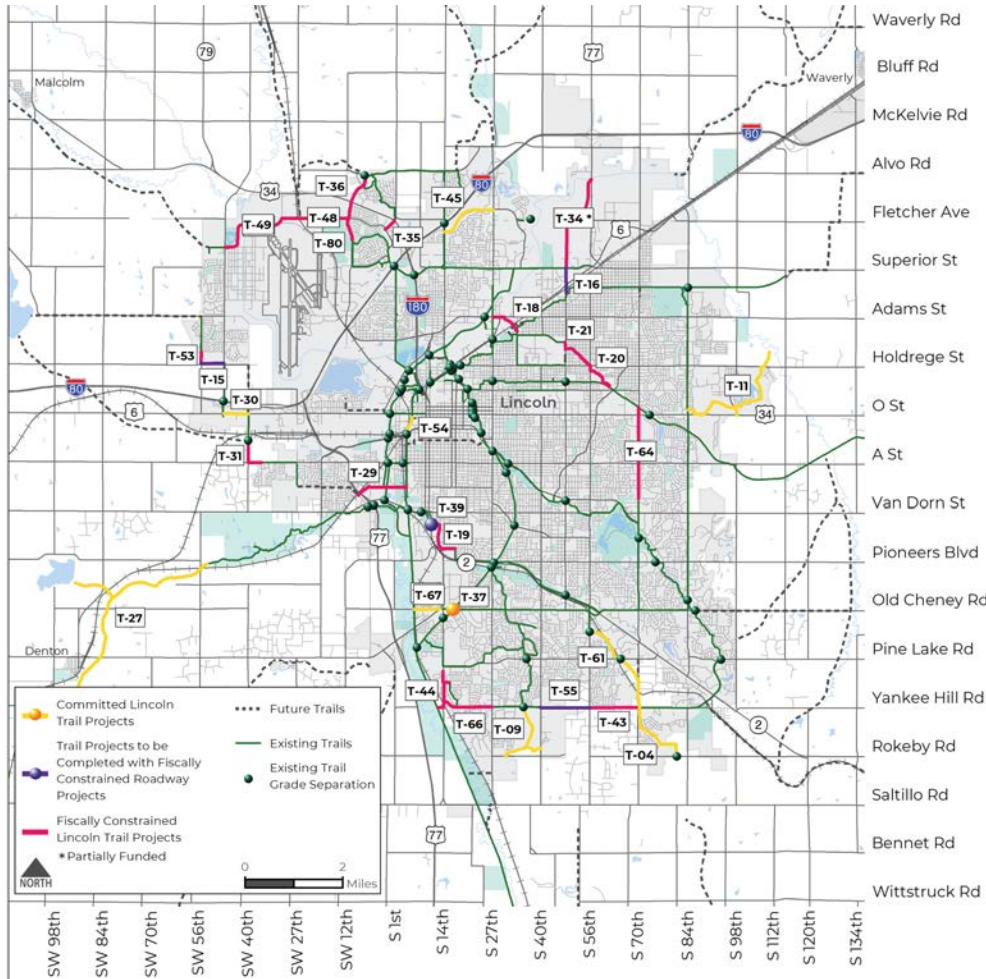 Waverly Rd
79
77
Malcolm
Waverly
Bluff Rd
McKelvie Rd
80
Alvo Rd
34
T-36
80
T-45
T-49
T-48
T-34 *
Fletcher Ave
T-80
T-35
6
Superior St
180
T-16
Adams St
T-18
T-21
T-53
T-20
Holdrege St
T-15
80
T-30
T-11
6
Lincoln
34
O St
T-54
T-31
T-64
A St
T-29
Van Dorn St
T-39
77
T-19
Pioneers Blvd
2
T-67
T-37
Old Cheney Rd
T-27
Denton
T-61
Pine Lake Rd
T-44
T-55
Yankee Hill Rd
T-66
T-09
T-43
2
T-04
Rokeby Rd
Saltillo Rd
77
Bennet Rd
Wittstruck Rd
Committed Lincoln
Trail Projects
Trail Projects to be
Completed with Fiscally
Constrained Roadway
Projects
Fiscally Constrained
Lincoln Trail Projects
*Partially Funded
NORTH
Future Trails
Existing Trails
Existing Trail
Grade Separation
0 2
Miles
SW 98th
SW 84th
SW 70th
SW 56th
SW 40th
SW 27th
SW 12th
S 1st
S 14th
S 27th
S 40th
S 56th
S 70th
S 84th
S 98th
S 112th
S 120th
S 134th